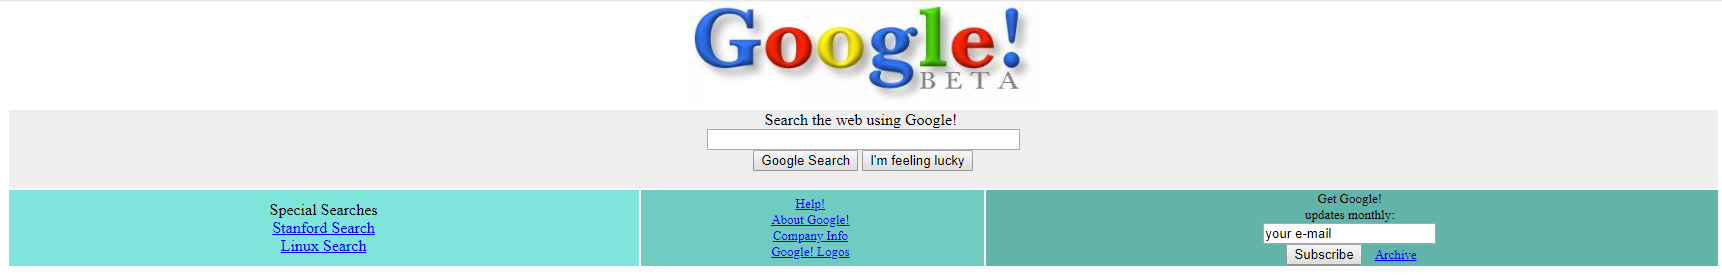 Google!
BETA
Search the web using Google!
Google Search I'm feeling lucky
Special Searches
Stanford Search
Linux Search
Help!
About Google!
Company Info
Google! Logos
Get Google!
updates monthly:
your e-mail
Subscribe Archive